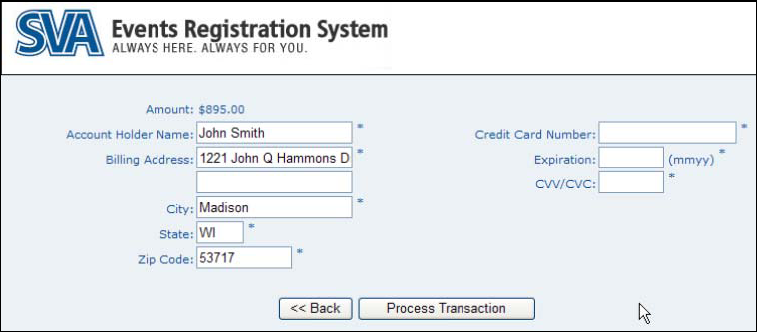 SVA Events Registration System
ALWAYS HERE. ALWAYS FOR YOU.
Amount: $895.00
Account Holder Name: John Smith *
Billing Address: 1221 John Q Hammons D *
City: Madison *
State: WI *
Zip Code: 53717 *
Credit Card Number: *
Expiration: (mmyy) *
CVV/CVC: *
<< Back Process Transaction